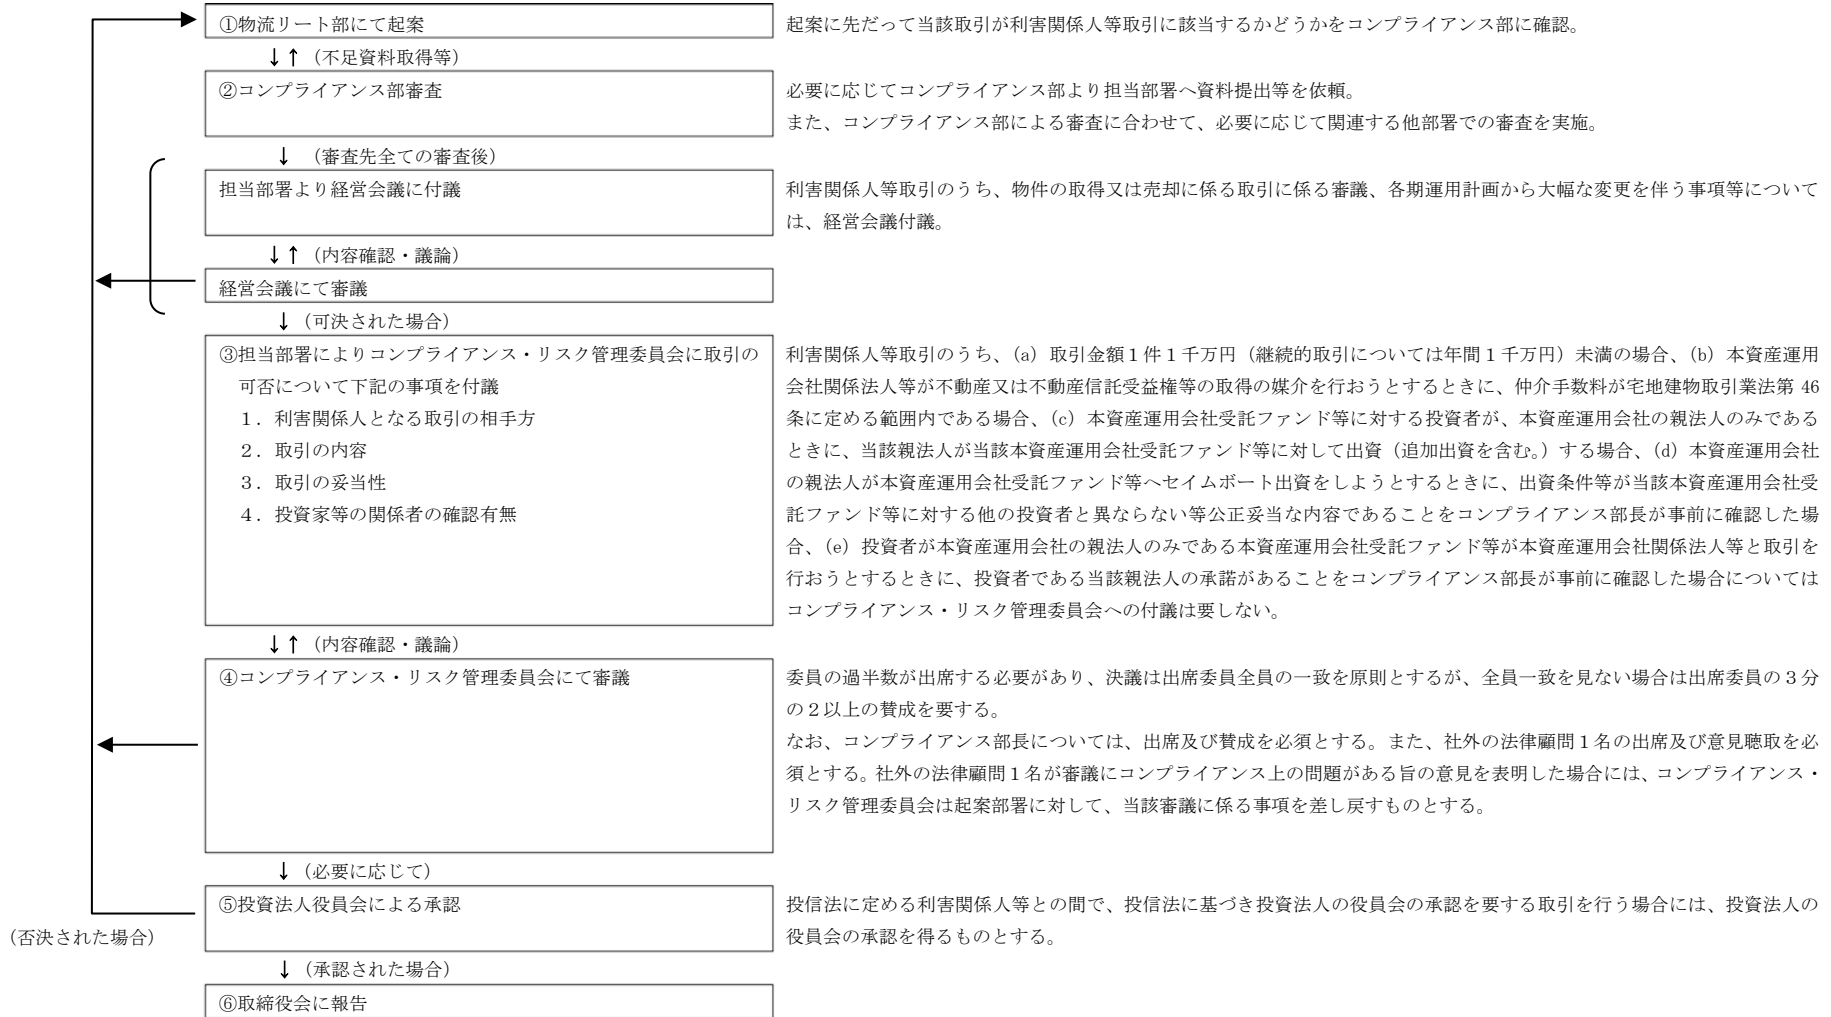 ①物流リート部にて起案
起案に先だって当該取引が利害関係人等取引に該当するかどうかをコンプライアンス部に確認。
↓↑（不足資料取得等）
②コンプライアンス部審査
必要に応じてコンプライアンス部より担当部署へ資料提出等を依頼。
また、コンプライアンス部による審査に合わせて、必要に応じて関連する他部署での審査を実施。
↓（審査先全ての審査後）
担当部署より経営会議に付議
利害関係人等取引のうち、物件の取得又は売却に係る取引に係る審議、各期運用計画から大幅な変更を伴う事項等について
は、経営会議付議。
↓↑（内容確認・議論）
経営会議にて審議
↓（可決された場合）
③担当部署によりコンプライアンス・リスク管理委員会に取引の
可否について下記の事項を付議
１．利害関係人となる取引の相手方
２．取引の内容
３．取引の妥当性
４．投資家等の関係者の確認有無
利害関係人等取引のうち、(a) 取引金額１件１千万円（継続的取引については年間１千万円）未満の場合、(b) 本資産運用
会社関係法人等が不動産又は不動産信託受益権等の取得の媒介を行おうとするときに、仲介手数料が宅地建物取引業法第 46
条に定める範囲内である場合、(c) 本資産運用会社受託ファンド等に対する投資者が、本資産運用会社の親法人のみである
ときに、当該親法人が当該本資産運用会社受託ファンド等に対して出資（追加出資を含む。）する場合、(d) 本資産運用会社
の親法人が本資産運用会社受託ファンド等へセイムボート出資をしようとするときに、出資条件等が当該本資産運用会社受
託ファンド等に対する他の投資者と異ならない等公正妥当な内容であることをコンプライアンス部長が事前に確認した場
合、(e) 投資者が本資産運用会社の親法人のみである本資産運用会社受託ファンド等が本資産運用会社関係法人等と取引を
行おうとするときに、投資者である当該親法人の承諾があることをコンプライアンス部長が事前に確認した場合については
コンプライアンス・リスク管理委員会への付議は要しない。
↓↑（内容確認・議論）
④コンプライアンス・リスク管理委員会にて審議
委員の過半数が出席する必要があり、決議は出席委員全員の一致を原則とするが、全員一致を見ない場合は出席委員の３分
の２以上の賛成を要する。
なお、コンプライアンス部長については、出席及び賛成を必須とする。また、社外の法律顧問１名の出席及び意見聴取を必
須とする。社外の法律顧問１名が審議にコンプライアンス上の問題がある旨の意見を表明した場合には、コンプライアンス・
リスク管理委員会は起案部署に対して、当該審議に係る事項を差し戻すものとする。
↓（必要に応じて）
⑤投資法人役員会による承認
投信法に定める利害関係人等との間で、投信法に基づき投資法人の役員会の承認を要する取引を行う場合には、投資法人の
役員会の承認を得るものとする。
（否決された場合）
↓（承認された場合）
⑥取締役会に報告